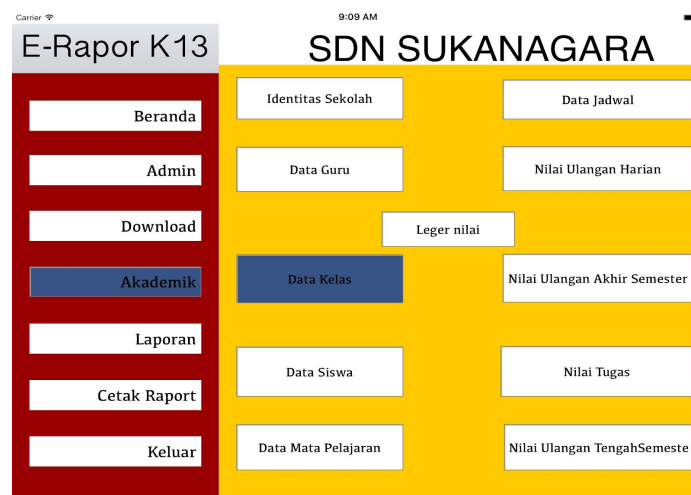 Carrier 9:09 AM
E-Rapor K13
SDN SUKANAGARA
Beranda
Admin
Download
Akademik
Laporan
Cetak Raport
Keluar
Identitas Sekolah
Data Jadwal
Data Guru
Nilai Ulangan Harian
Leger nilai
Data Kelas
Nilai Ulangan Akhir Semester
Data Siswa
Nilai Tugas
Data Mata Pelajaran
Nilai Ulangan TengahSemeste